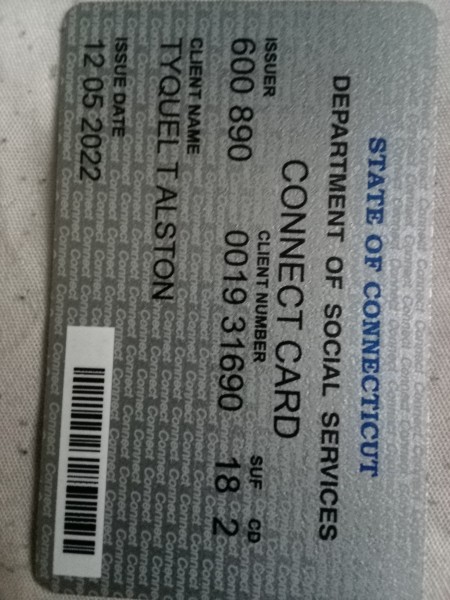 STATE OF CONNECTICUT
DEPARTMENT OF SOCIAL SERVICES
CONNECT CARD
ISSUER CLIENT NUMBER SUF CD
600 890 0019 31690 18 2
CLIENT NAME
TYQUEL T ALSTON
ISSUE DATE
12 05 2022